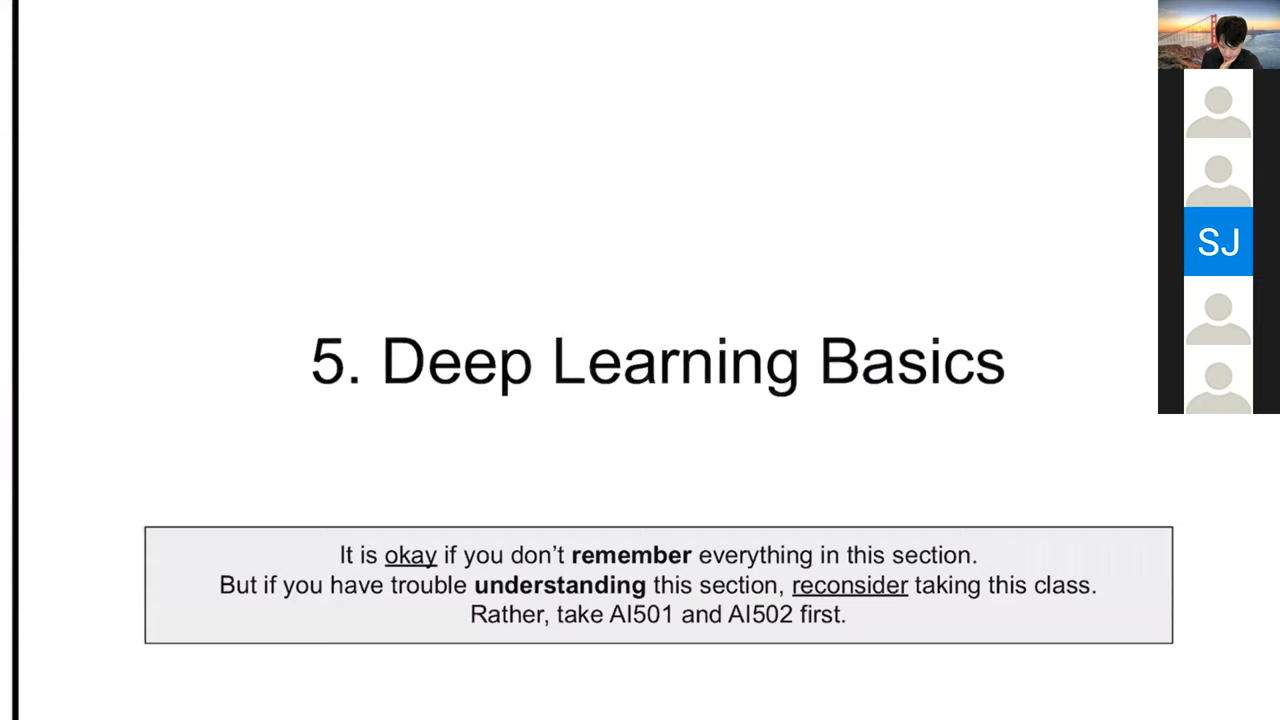 5. Deep Learning Basics
It is okay if you don’t remember everything in this section.
But if you have trouble understanding this section, reconsider taking this class.
Rather, take AI501 and AI502 first.
SJ